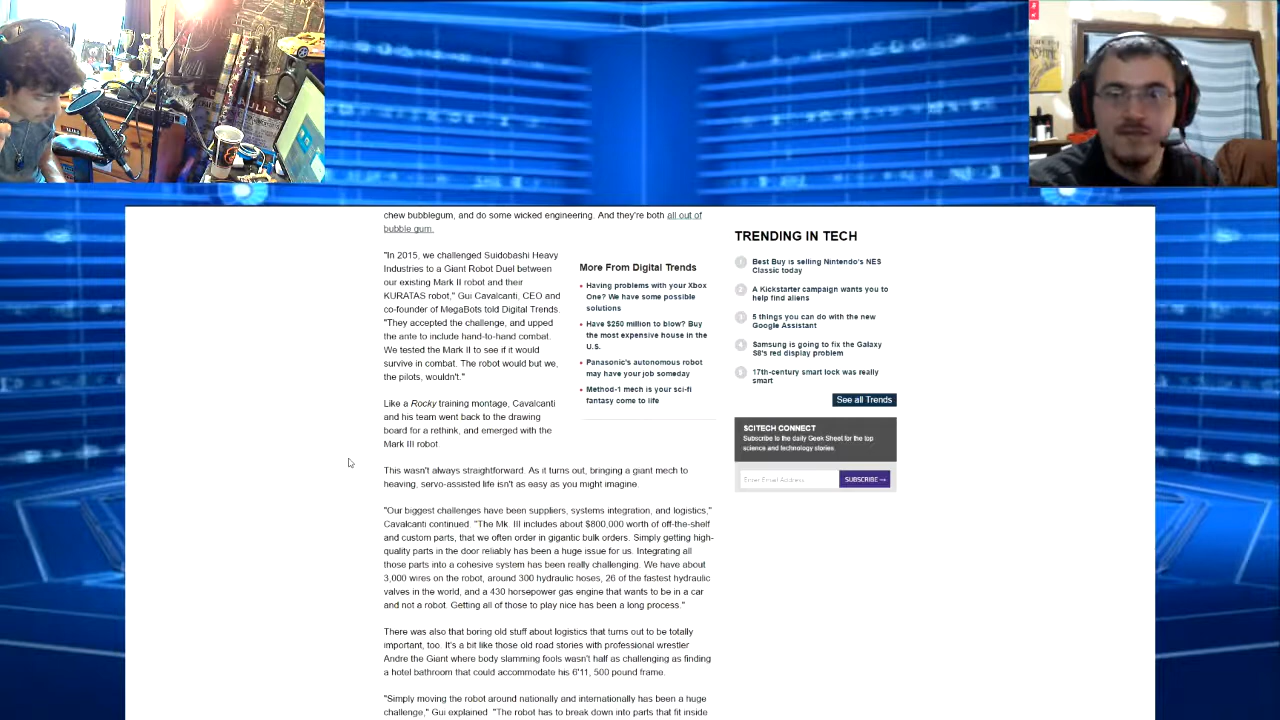 chew bubblegum, and do some wicked engineering. And they're both all out of
bubble gum.
"In 2015, we challenged Suidobashi Heavy
Industries to a Giant Robot Duel between
our existing Mark II robot and their
KURATAS robot," Gui Cavalcanti, CEO and
co-founder of MegaBots told Digital Trends.
"They accepted the challenge, and upped
the ante to include hand-to-hand combat.
We tested the Mark II to see if it would
survive in combat. The robot would but we,
the pilots, wouldn't."
Like a Rocky training montage, Cavalcanti
and his team went back to the drawing
board for a rethink, and emerged with the
Mark III robot.
More From Digital Trends
Having problems with your Xbox
One? We have some possible
solutions
Have $250 million to blow? Buy
the most expensive house in the
U.S.
Panasonic's autonomous robot
may have your job someday
Method-1 mech is your sci-fi
fantasy come to life
This wasn't always straightforward. As it turns out, bringing a giant mech to
heaving, servo-assisted life isn't as easy as you might imagine.
"Our biggest challenges have been suppliers, systems integration, and logistics,"
Cavalcanti continued. "The Mk. III includes about $800,000 worth of off-the-shelf
and custom parts, that we often order in gigantic bulk orders. Simply getting high-
quality parts in the door reliably has been a huge issue for us. Integrating all
those parts into a cohesive system has been really challenging. We have about
3,000 wires on the robot, around 300 hydraulic hoses, 26 of the fastest hydraulic
valves in the world, and a 430 horsepower gas engine that wants to be in a car
and not a robot. Getting all of those to play nice has been a long process."
There was also that boring old stuff about logistics that turns out to be totally
important, too. It's a bit like those old road stories with professional wrestler
Andre the Giant where body slamming fools wasn't half as challenging as finding
a hotel bathroom that could accommodate his 6'11, 500 pound frame.
"Simply moving the robot around nationally and internationally has been a huge
challenge," Gui explained. "The robot has to break down into parts that fit inside
TRENDING IN TECH
1 Best Buy is selling Nintendo's NES
Classic today
2 A Kickstarter campaign wants you to
help find aliens
3 5 things you can do with the new
Google Assistant
4 Samsung is going to fix the Galaxy
S8's red display problem
5 17th-century smart lock was really
smart
See all Trends
SCITECH CONNECT
Subscribe to the daily Geek Sheet for the top
science and technology stories.
Enter Email Address
SUBSCRIBE